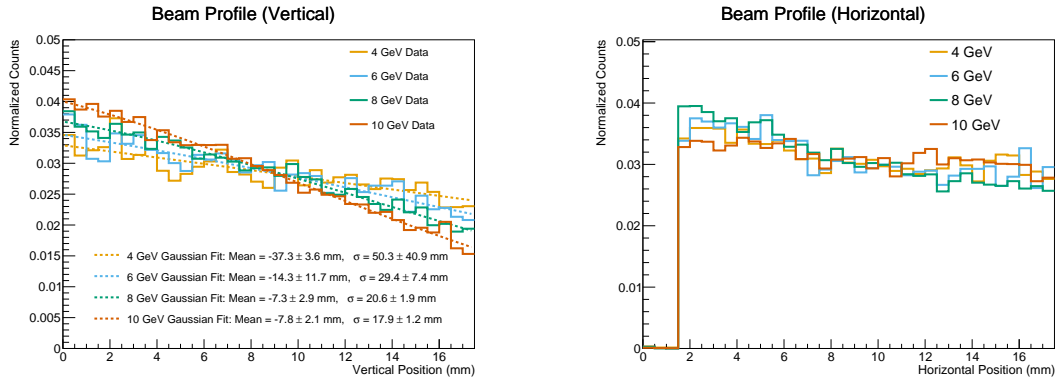 Beam Profile (Vertical)
Normalized Counts
0.05
0.045
0.04
0.035
0.03
0.025
0.02
0.015
0.01
0.005
0
4 GeV Data
6 GeV Data
8 GeV Data
10 GeV Data
4 GeV Gaussian Fit: Mean = -37.3 ± 3.6 mm, σ = 50.3 ± 40.9 mm
6 GeV Gaussian Fit: Mean = -14.3 ± 11.7 mm, σ = 29.4 ± 7.4 mm
8 GeV Gaussian Fit: Mean = -7.3 ± 2.9 mm, σ = 20.6 ± 1.9 mm
10 GeV Gaussian Fit: Mean = -7.8 ± 2.1 mm, σ = 17.9 ± 1.2 mm
0 2 4 6 8 10 12 14 16
Vertical Position (mm)
Beam Profile (Horizontal)
Normalized Counts
0.05
0.04
0.03
0.02
0.01
0
4 GeV
6 GeV
8 GeV
10 GeV
0 2 4 6 8 10 12 14 16
Horizontal Position (mm)